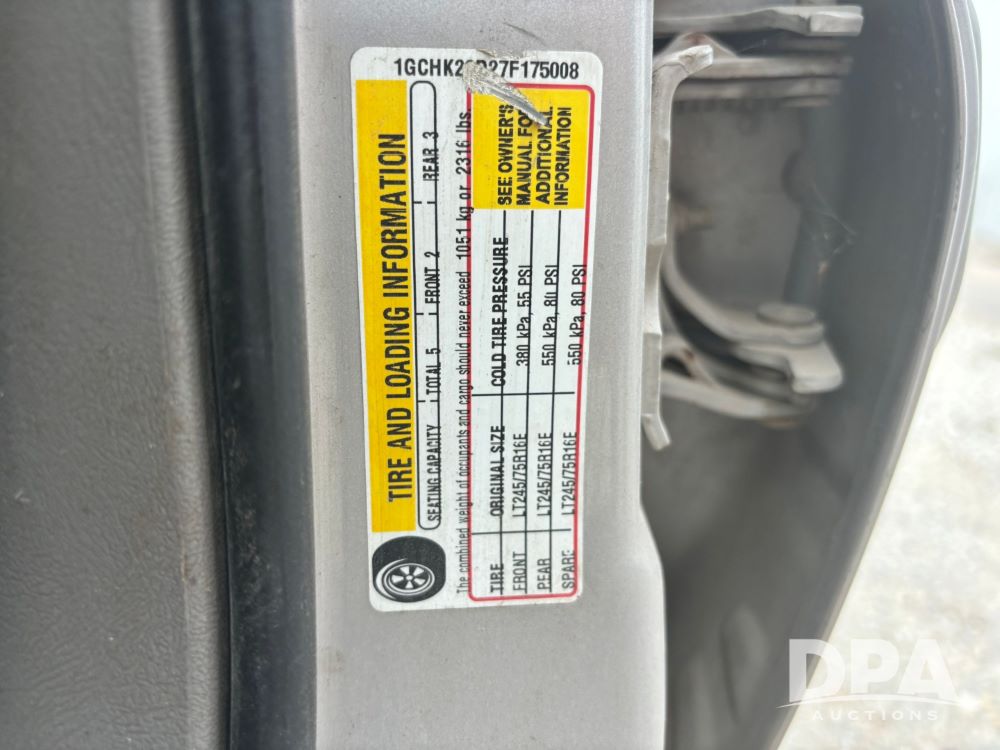 1GCHK29D27F175008
TIRE AND LOADING INFORMATION
SEATING CAPACITY TOTAL 5 FRONT 2 REAR 3
The combined weight of occupants and cargo should never exceed 1051 kg or 2316 lbs.
TIRE ORIGINAL SIZE COLD TIRE PRESSURE
FRONT LT245/75R16E 380 kPa, 55 PSI
REAR LT245/75R16E 550 kPa, 80 PSI
SPARE LT245/75R16E 550 kPa, 80 PSI
SEE OWNER'S
MANUAL FOR
ADDITIONAL
INFORMATION
DPA
AUCTIONS